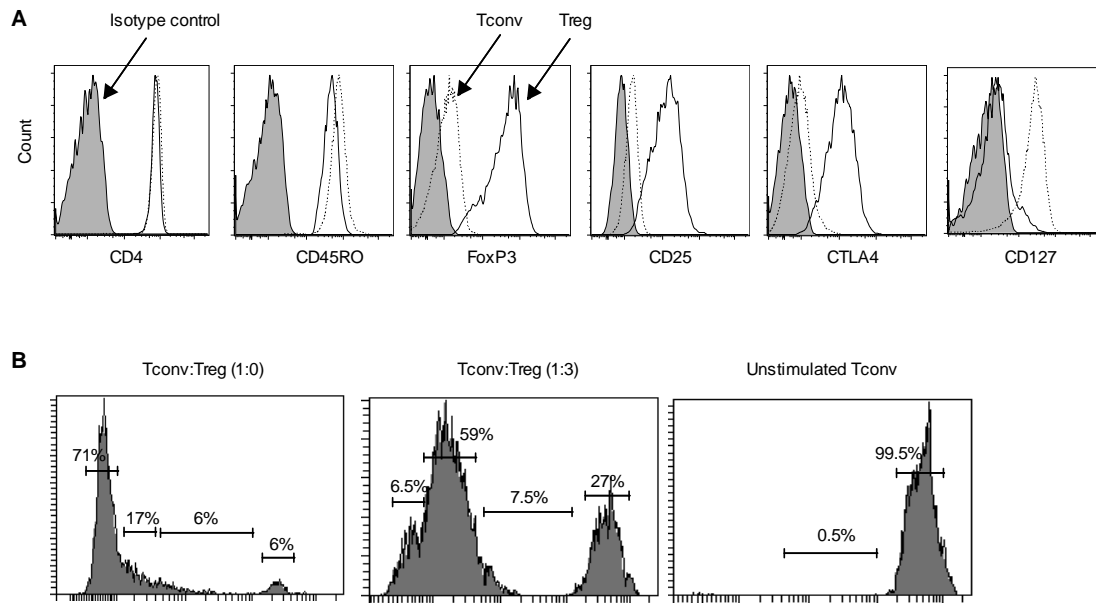 A
Isotype control
Tconv
Treg
Count
CD4
CD45RO
FoxP3
CD25
CTLA4
CD127
B
Tconv:Treg (1:0)
Tconv:Treg (1:3)
Unstimulated Tconv
71%
17%
6%
6%
6.5%
59%
7.5%
27%
99.5%
0.5%